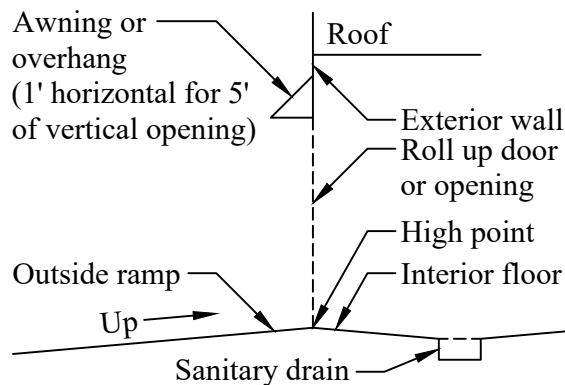 Awning or
overhang
(1' horizontal for 5'
of vertical opening)
Roof
Exterior wall
Roll up door
or opening
High point
Outside ramp
Interior floor
Up
Sanitary drain